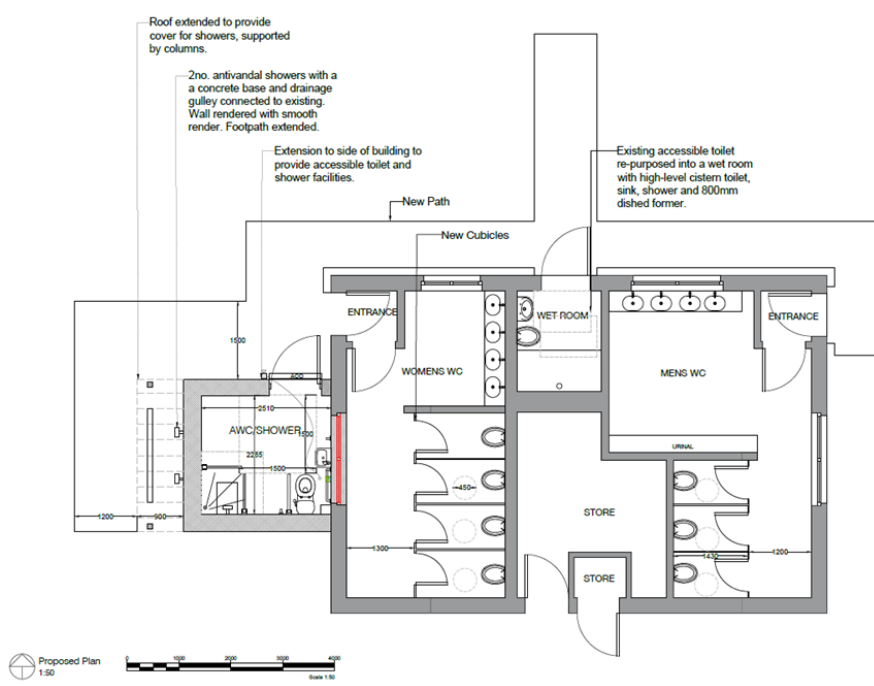 Roof extended to provide
cover for showers, supported
by columns.
2no. antivandal showers with a
a concrete base and drainage
gulley connected to existing.
Wall rendered with smooth
render. Footpath extended.
Extension to side of building to
provide accessible toilet and
shower facilities.
Existing accessible toilet
re-purposed into a wet room
with high-level cistern toilet,
sink, shower and 800mm
dished former.
New Path
New Cubicles
ENTRANCE
WET ROOM
ENTRANCE
1500
WOMENS WC
MENS WC
ACO
2510
AWC/SHOWER
1500
2255
1500
URINAL
450
STORE
1200
900
1300
1430
1200
STORE
Proposed Plan
1:50
0
1000
2000
3000
4000
Scale 1:50